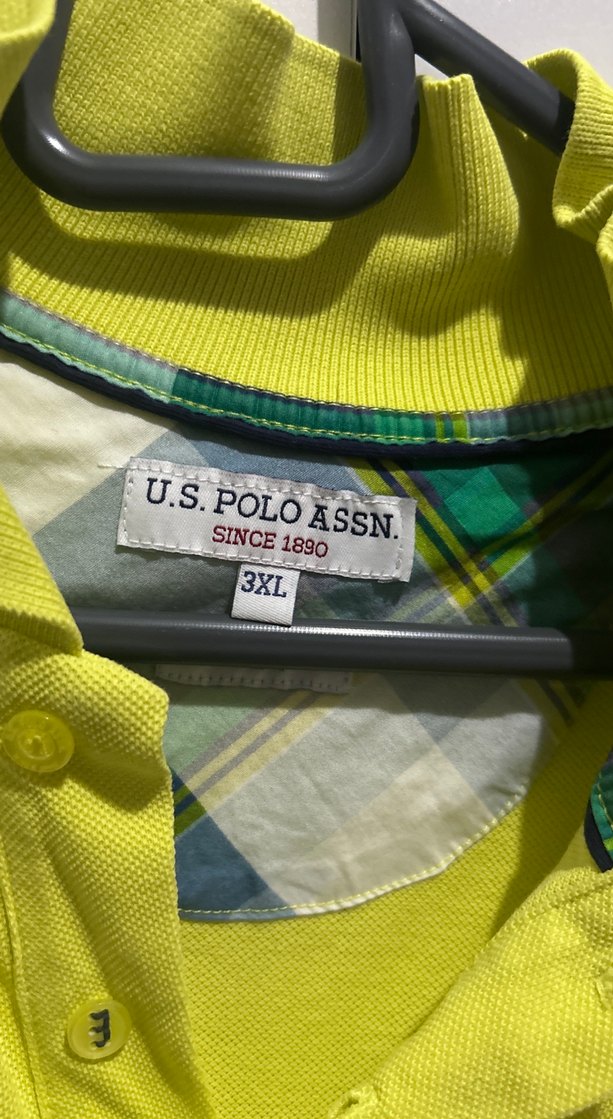 U.S. POLO ASSN.
SINCE 1890
3XL